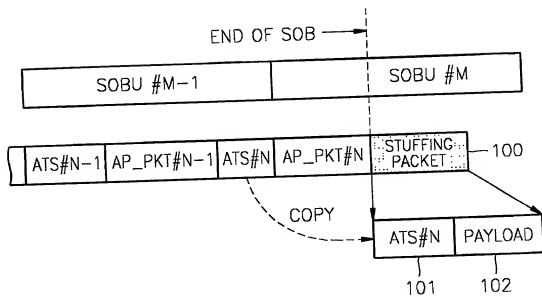 END OF SOB
SOBU #M-1 SOBU #M
ATS#N-1 AP_PKT#N-1 ATS#N AP_PKT#N STUFFING PACKET 100
COPY
ATS#N PAYLOAD
101 102